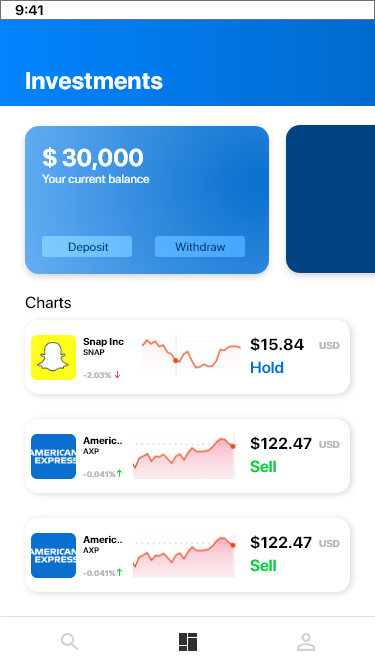 9:41
Investments
$ 30,000
Your current balance
Deposit Withdraw
Charts
Snap Inc
SNAP
-2.03%
$15.84 USD
Hold
AMERICAN EXPRESS
Americ..
AXP
-0.041%
$122.47 USD
Sell
AMERICAN EXPRESS
Americ..
AXP
-0.041%
$122.47 USD
Sell